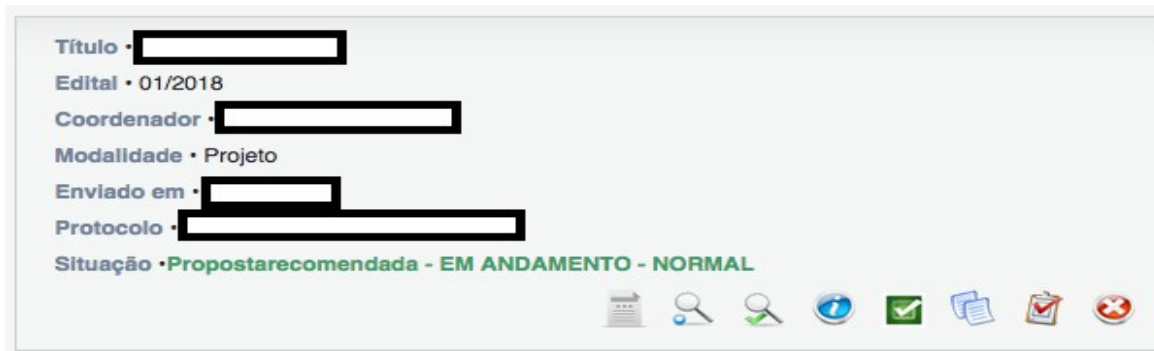 Título •
Edital • 01/2018
Coordenador •
Modalidade • Projeto
Enviado em •
Protocolo •
Situação •Propostarecomendada - EM ANDAMENTO - NORMAL